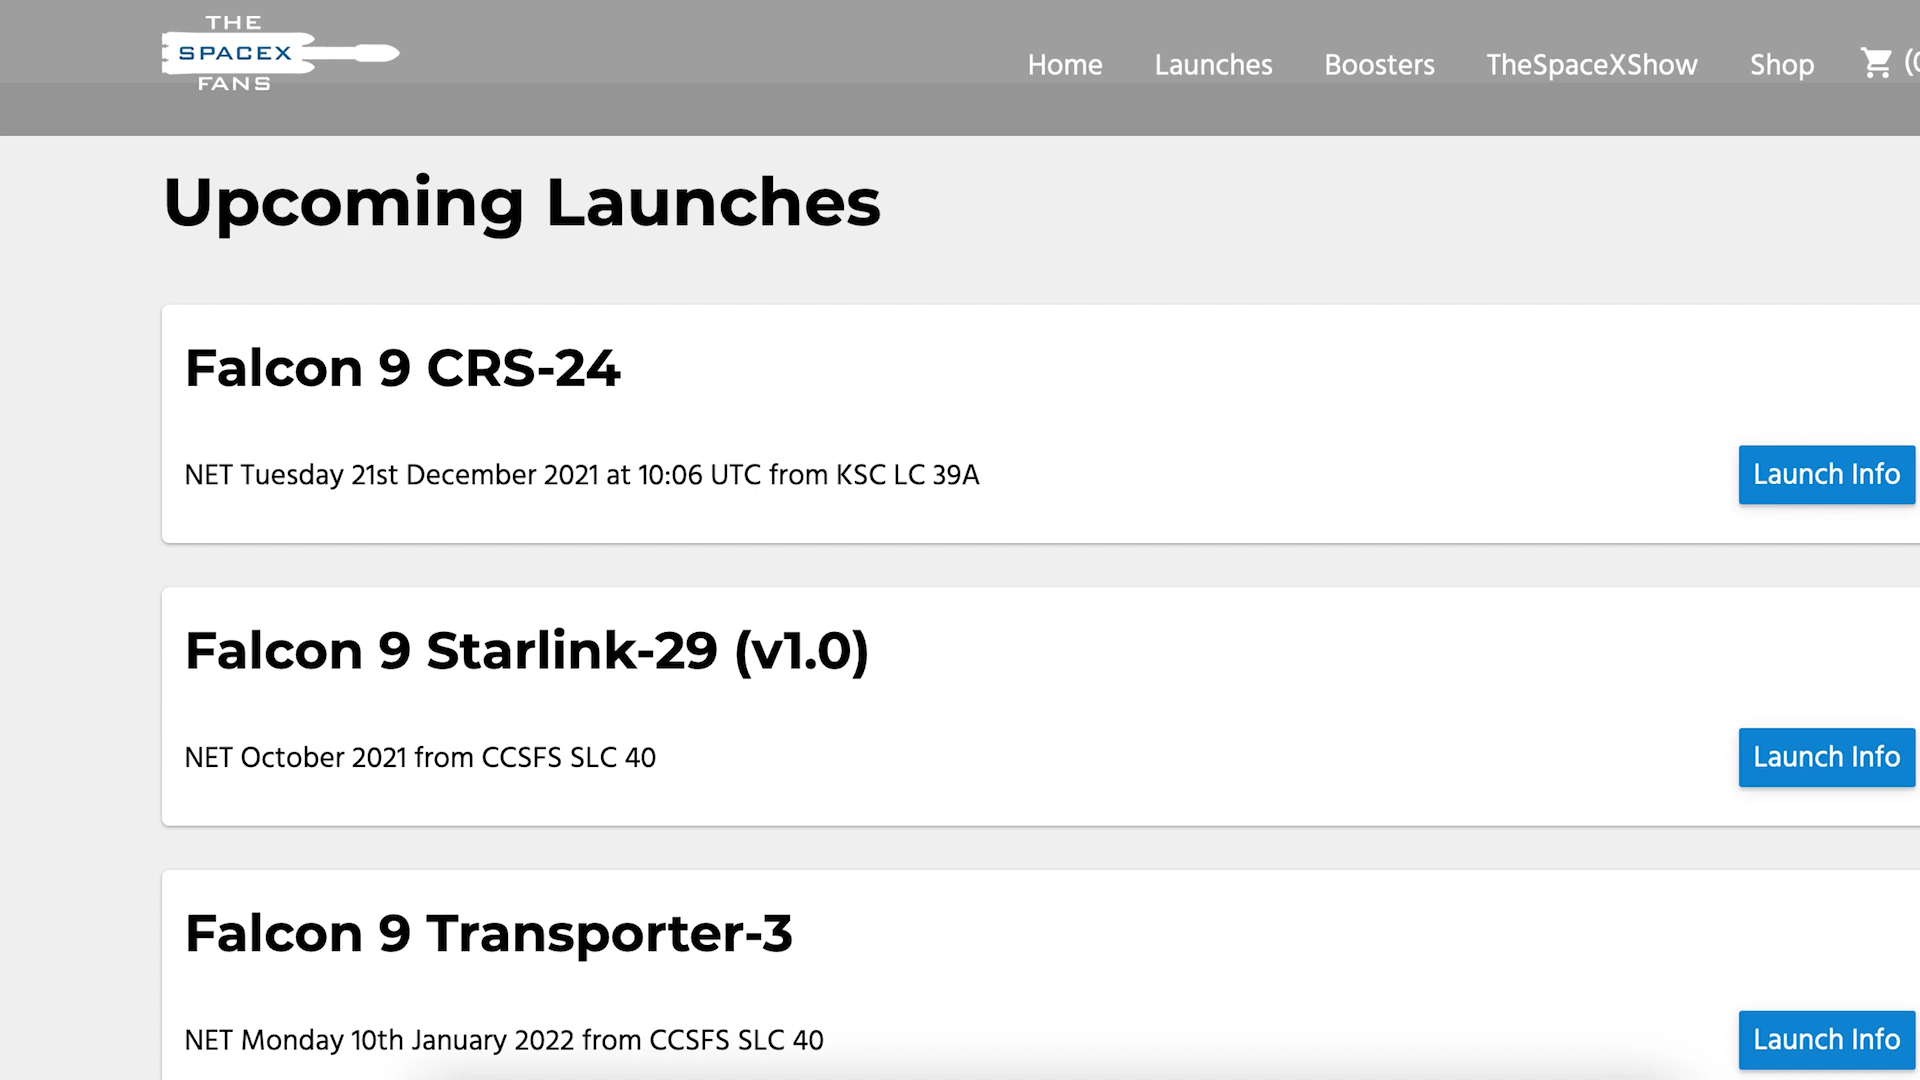 THE
SPACEX
FANS
Home Launches Boosters TheSpaceXShow Shop
Upcoming Launches
Falcon 9 CRS-24
NET Tuesday 21st December 2021 at 10:06 UTC from KSC LC 39A
Launch Info
Falcon 9 Starlink-29 (v1.0)
NET October 2021 from CCSFS SLC 40
Launch Info
Falcon 9 Transporter-3
NET Monday 10th January 2022 from CCSFS SLC 40
Launch Info